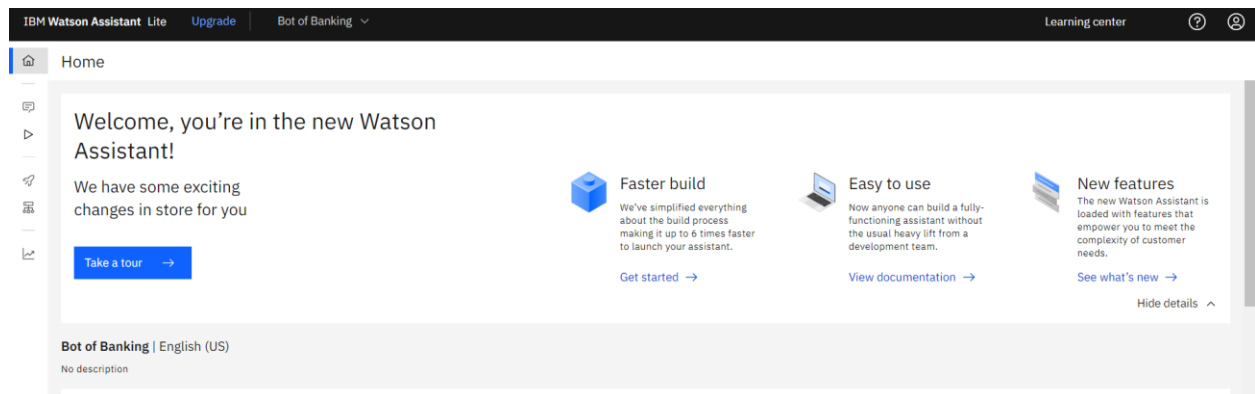 IBM Watson Assistant Lite Upgrade Bot of Banking Learning center
Home
Welcome, you're in the new Watson
Assistant!
We have some exciting
changes in store for you
Take a tour
Faster build
We've simplified everything
about the build process
making it up to 6 times faster
to launch your assistant.
Get started
Easy to use
Now anyone can build a fully-
functioning assistant without
the usual heavy lift from a
development team.
View documentation
New features
The new Watson Assistant is
loaded with features that
empower you to meet the
complexity of customer
needs.
See what's new
Hide details
Bot of Banking | English (US)
No description